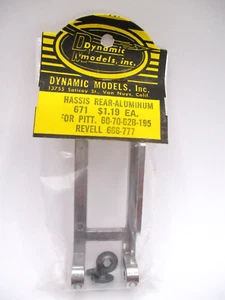 Dynamic
models, inc.
DYNAMIC MODELS, Inc.
13755 Saticoy St., Van Nuys, Calif.
HASSIS REAR-ALUMINUM
671 $1.19 EA.
FOR PITT. 60-70-62B-195
REVELL 666-777